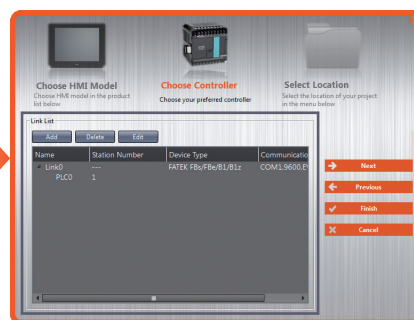 Choose HMI Model
Choose HMI model in the product
list below
Choose Controller
Choose your preferred controller
Select Location
Select the location of your project
in the menu below
Link List
Add Delete Edit
Name Station Number Device Type Communicatio
Link0 --- FATEK FBs/FBe/B1/B1z COM1,9600,E
PLC0 1
Next
Previous
Finish
Cancel